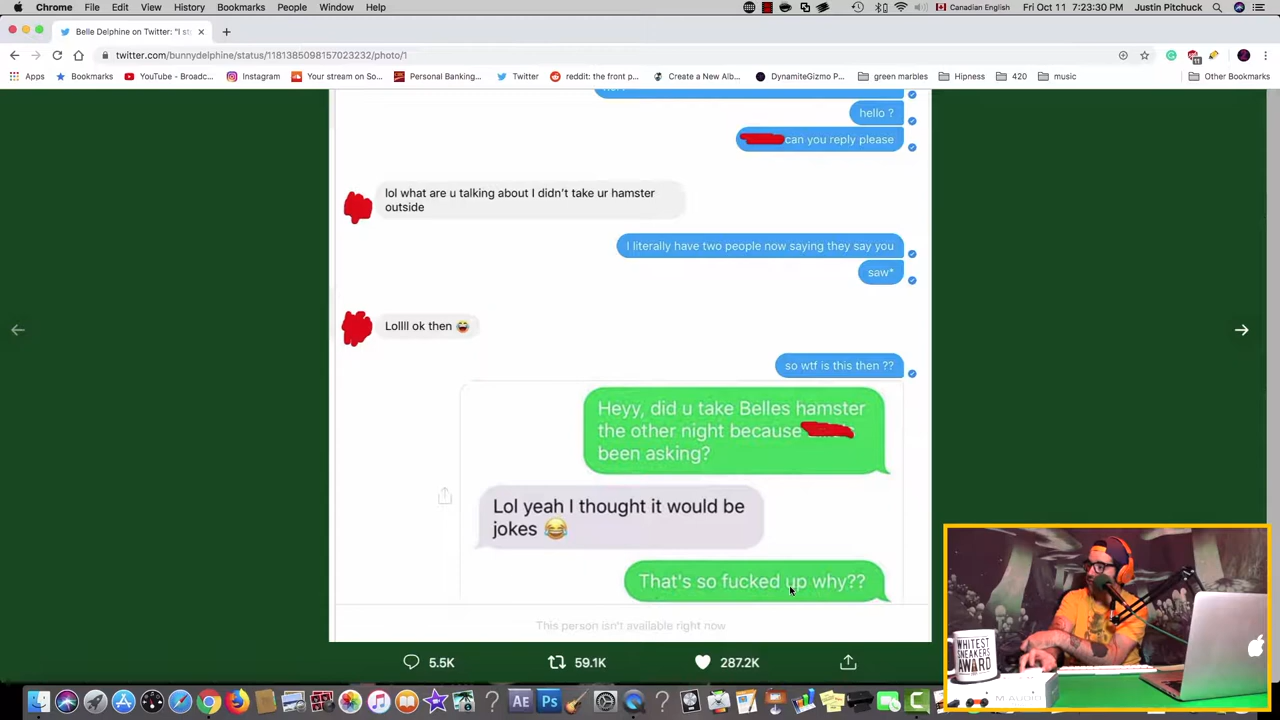 Chrome File Edit View History Bookmarks People Window Help
Canadian English Fri Oct 11 7:23:30 PM Justin Pitchuck
Belle Delphine on Twitter: "I st
twitter.com/bunnydelphine/status/1181385098157023232/photo/1
Apps Bookmarks YouTube - Broadc... Instagram Your stream on So... Personal Banking... Twitter reddit: the front p... Create a New Alb... DynamiteGizmo P... green marbles Hipness 420 music Other Bookmarks
hello ?
can you reply please
lol what are u talking about I didn't take ur hamster
outside
I literally have two people now saying they say you
saw*
Lollll ok then 😂
so wtf is this then ??
Heyy, did u take Belles hamster
the other night because
been asking?
Lol yeah I thought it would be
jokes 😂
That's so fucked up why??
This person isn't available right now
5.5K 59.1K 287.2K
WHITEST
SNEAKERS
AWARD
M-AUDIO
Ae Ps